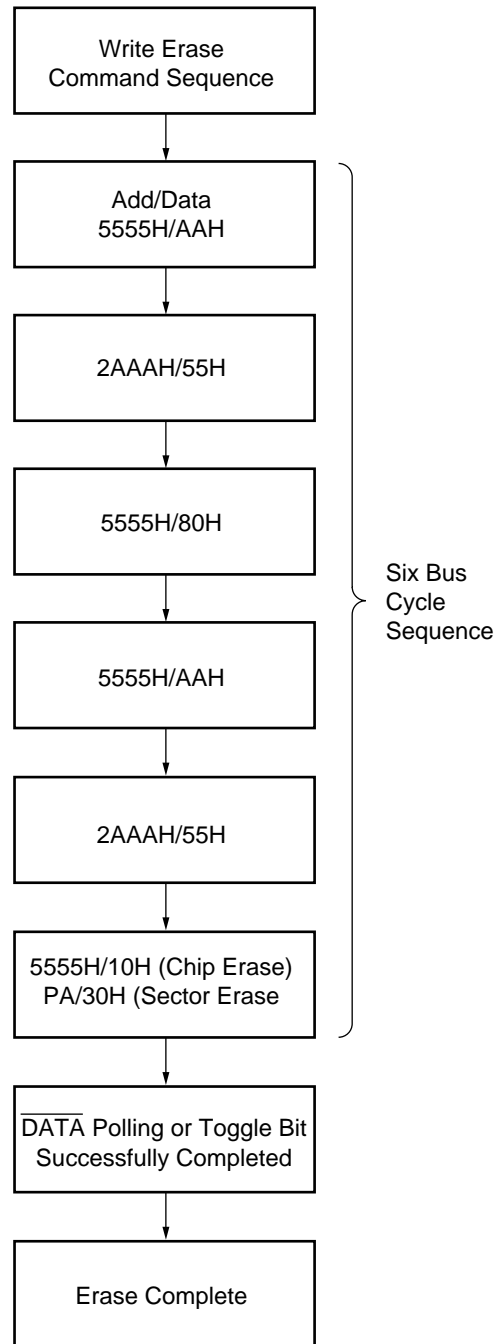 Write Erase
Command Sequence
Add/Data
5555H/AAH
2AAAH/55H
5555H/80H
5555H/AAH
2AAAH/55H
5555H/10H (Chip Erase)
PA/30H (Sector Erase
Six Bus
Cycle
Sequence
DATA Polling or Toggle Bit
Successfully Completed
Erase Complete